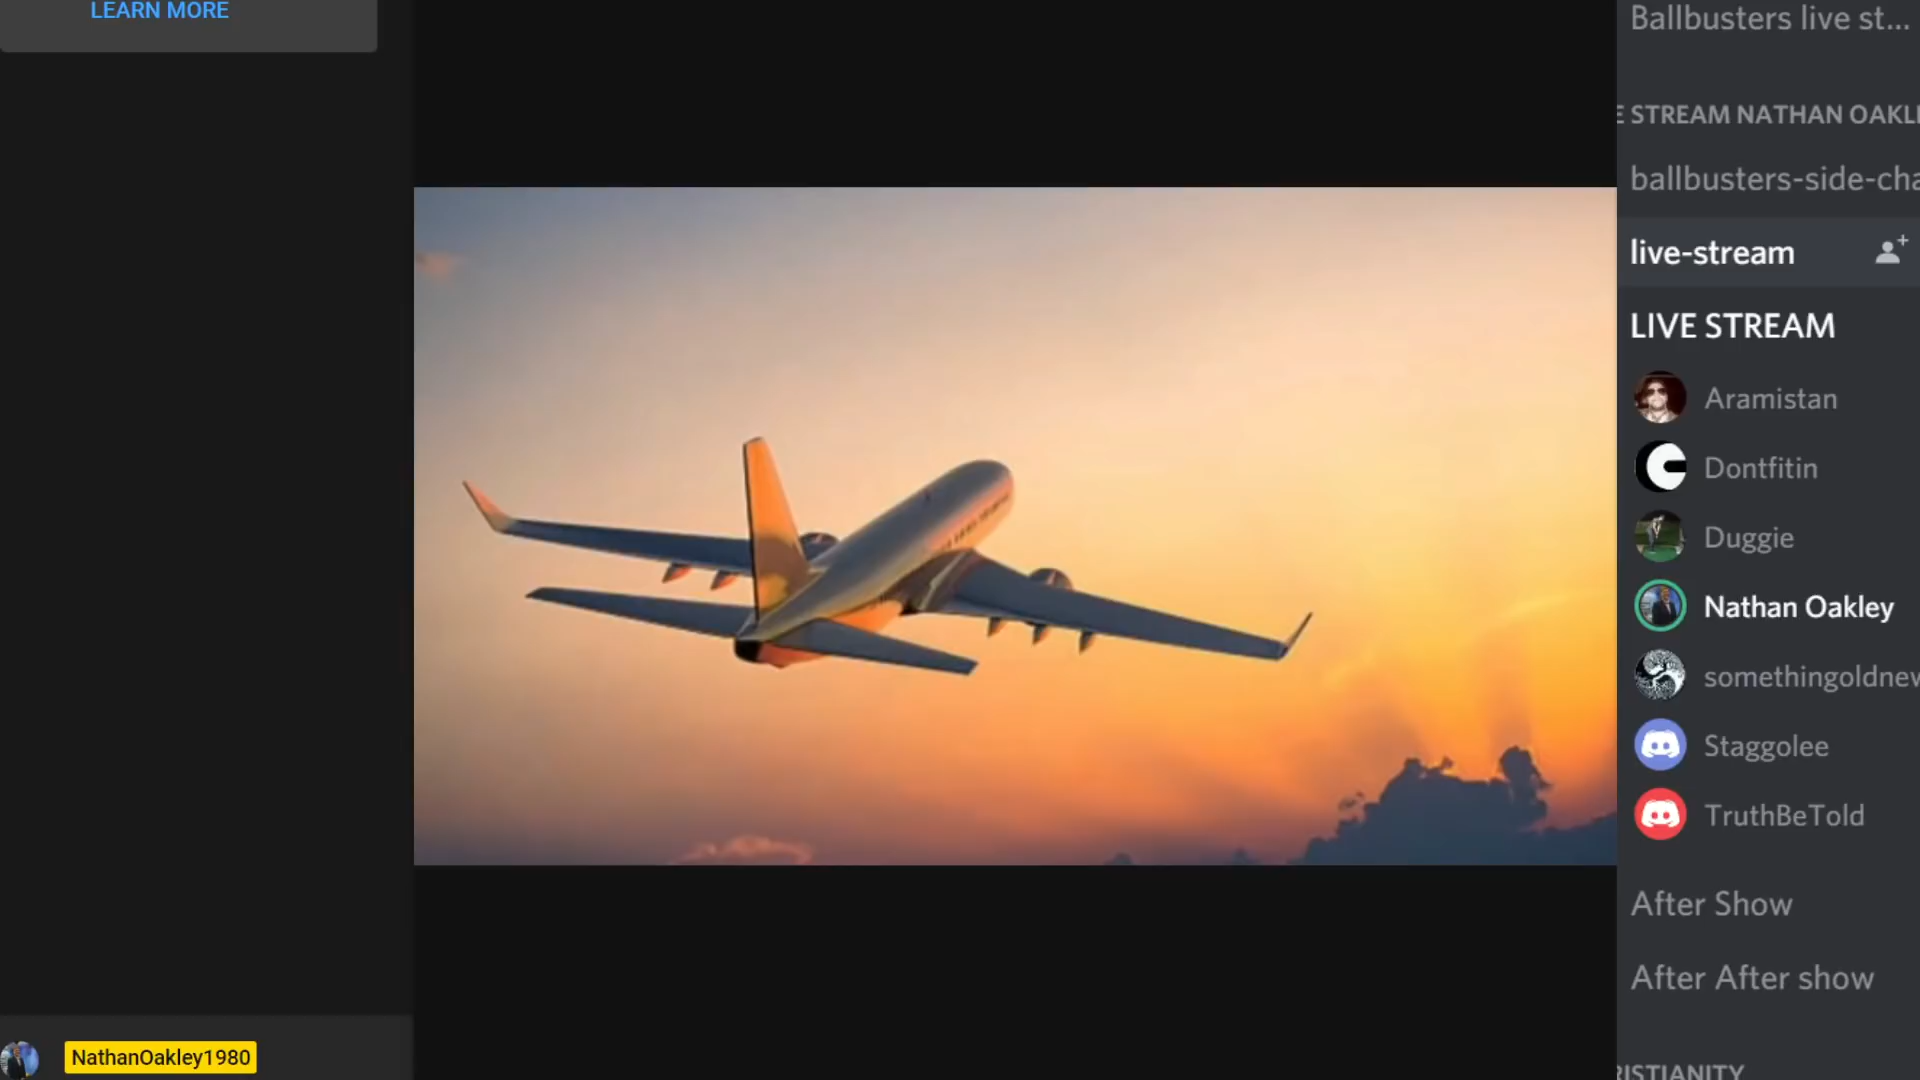 LEARN MORE
Ballbusters live st...
STREAM NATHAN OAKL
ballbusters-side-cha
live-stream
LIVE STREAM
Aramistan
Dontfitin
Duggie
Nathan Oakley
somethingoldnew
Staggolee
TruthBeTold
After Show
After After show
RISTIANITY
NathanOakley1980